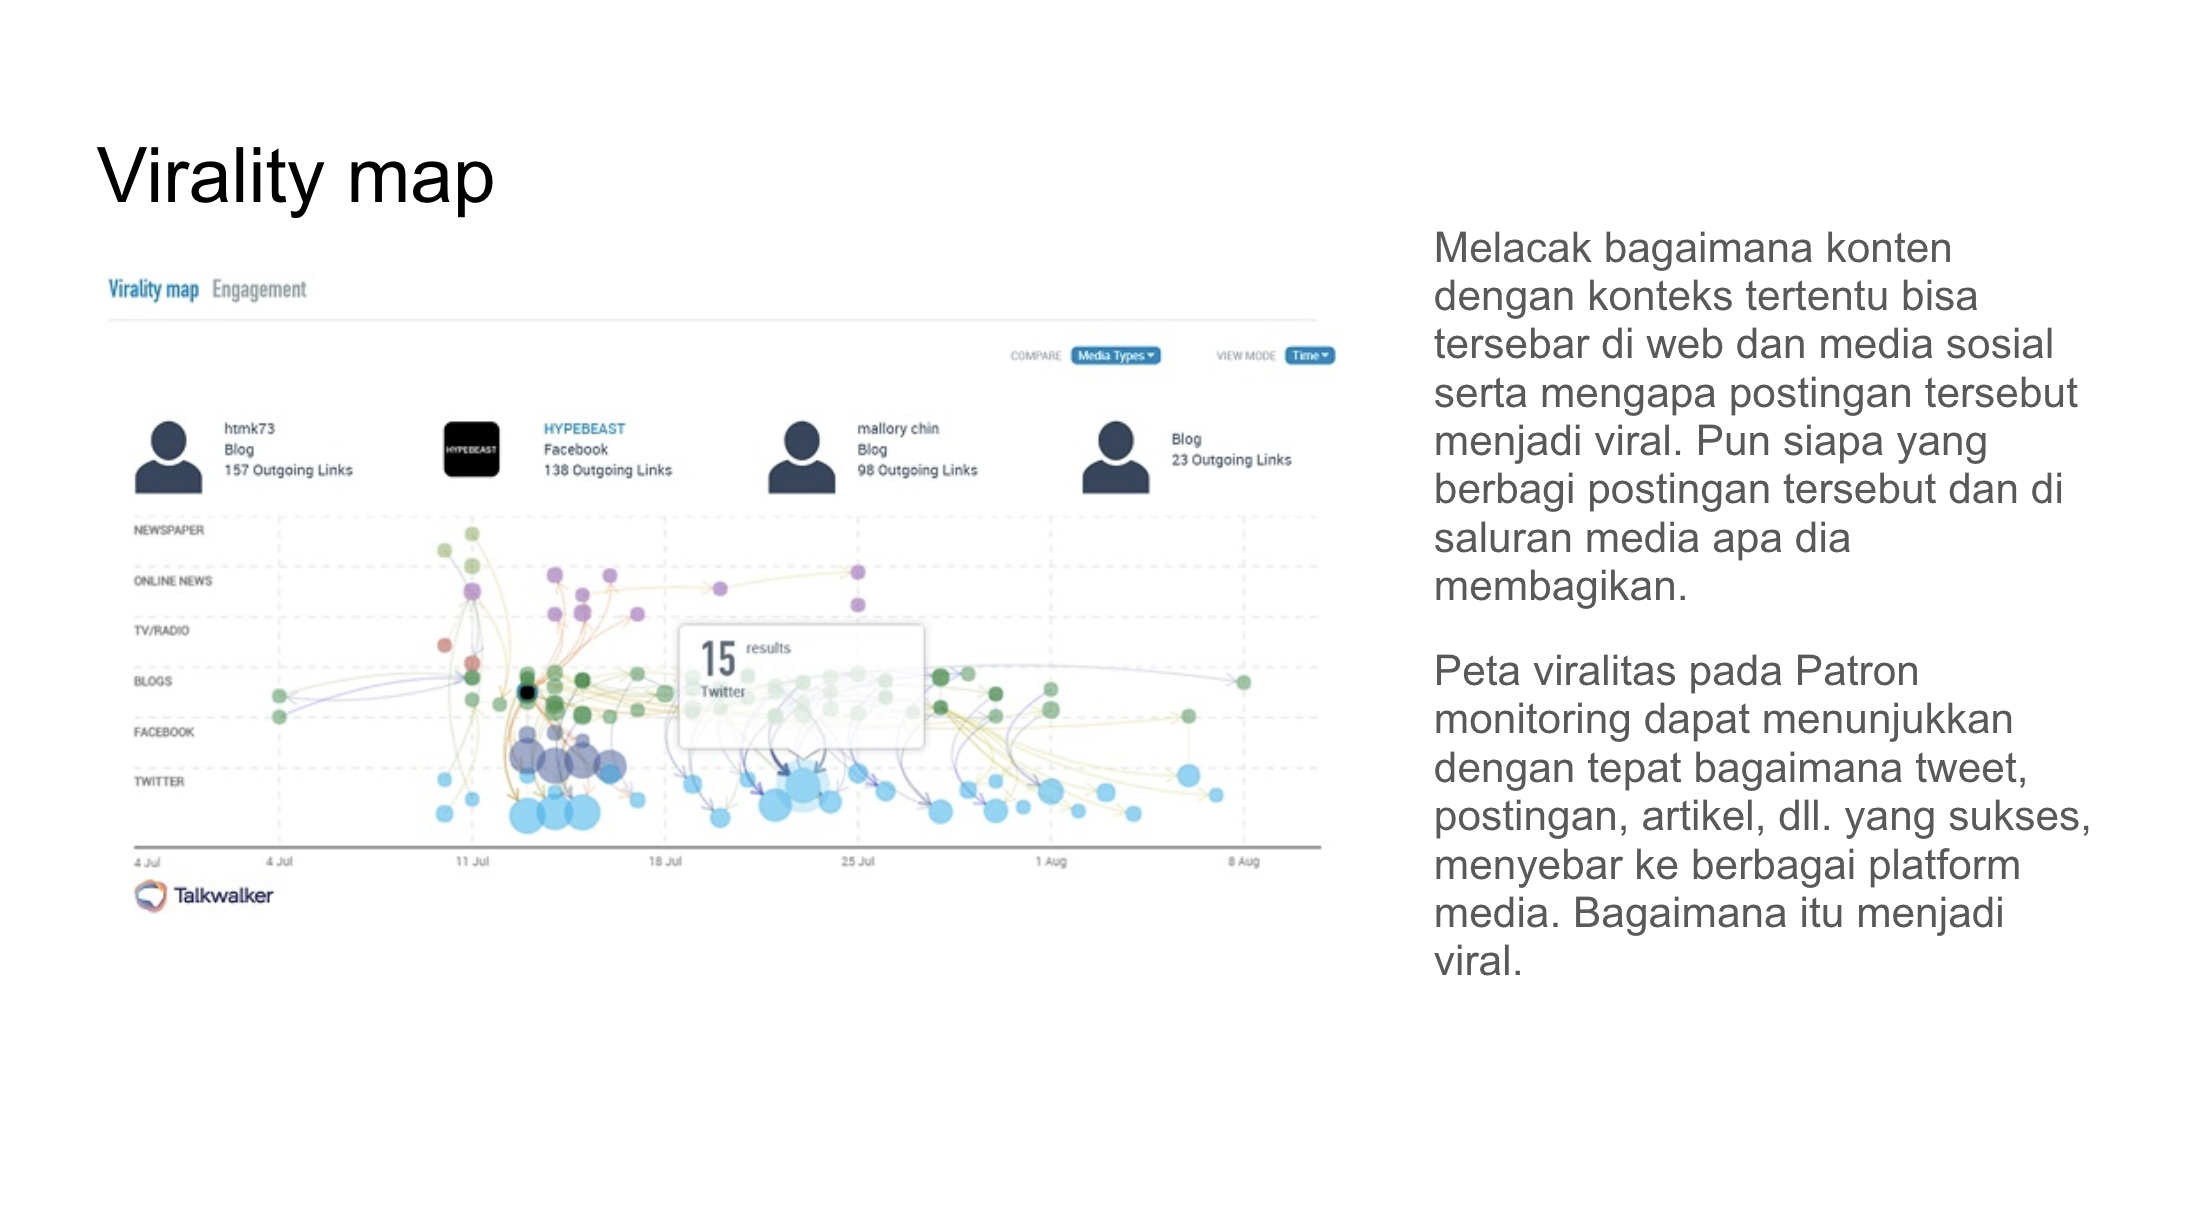 Virality map
Virality map Engagement
COMPARE Media Types VIEW MODE Time
htmk73
Blog
157 Outgoing Links
HYPEBEAST
HYPEBEAST
Facebook
138 Outgoing Links
mallory chin
Blog
98 Outgoing Links
Blog
23 Outgoing Links
NEWSPAPER
ONLINE NEWS
TV/RADIO
BLOGS
FACEBOOK
TWITTER
15 results
Twitter
4 Jul 4 Jul 11 Jul 18 Jul 25 Jul 1 Aug 8 Aug
Talkwalker
Melacak bagaimana konten
dengan konteks tertentu bisa
tersebar di web dan media sosial
serta mengapa postingan tersebut
menjadi viral. Pun siapa yang
berbagi postingan tersebut dan di
saluran media apa dia
membagikan.
Peta viralitas pada Patron
monitoring dapat menunjukkan
dengan tepat bagaimana tweet,
postingan, artikel, dll. yang sukses,
menyebar ke berbagai platform
media. Bagaimana itu menjadi
viral.